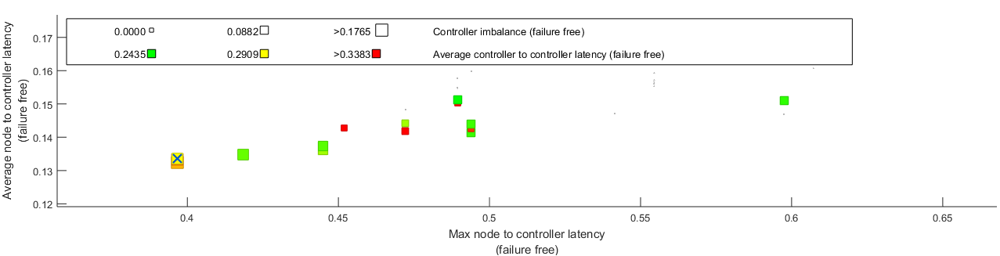 0.0000 0.0882 >0.1765 Controller imbalance (failure free)
0.2435 0.2909 >0.3383 Average controller to controller latency (failure free)
Average node to controller latency
(failure free)
0.17
0.16
0.15
0.14
0.13
0.12
0.4 0.45 0.5 0.55 0.6 0.65
Max node to controller latency
(failure free)